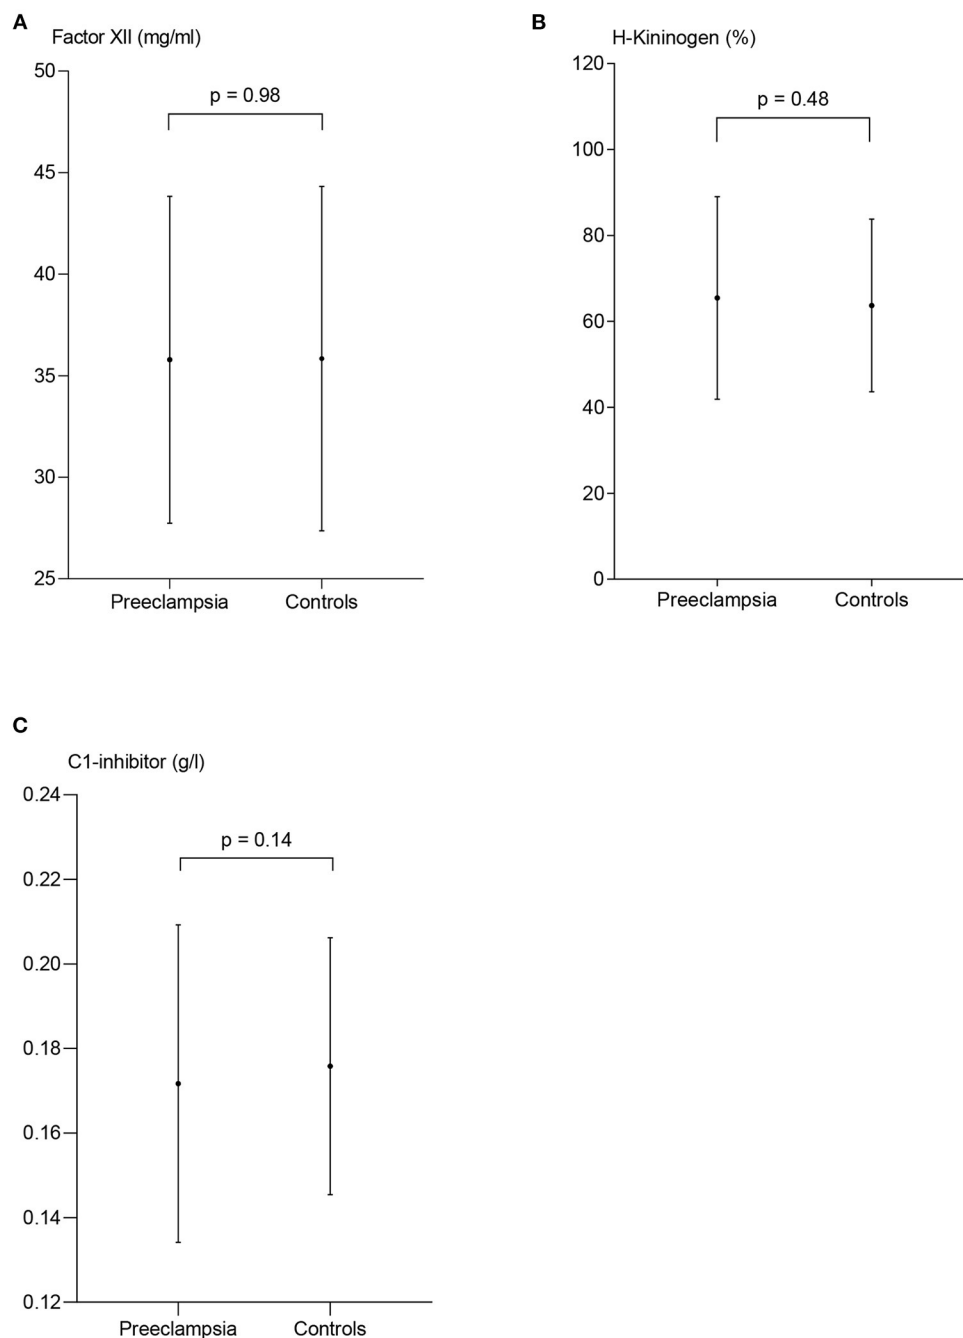 A
Factor XII (mg/ml)
50
p = 0.98
45
40
35
30
25
Preeclampsia Controls
B
H-Kininogen (%)
120
p = 0.48
100
80
60
40
20
0
Preeclampsia Controls
C
C1-inhibitor (g/l)
0.24
p = 0.14
0.22
0.20
0.18
0.16
0.14
0.12
Preeclampsia Controls